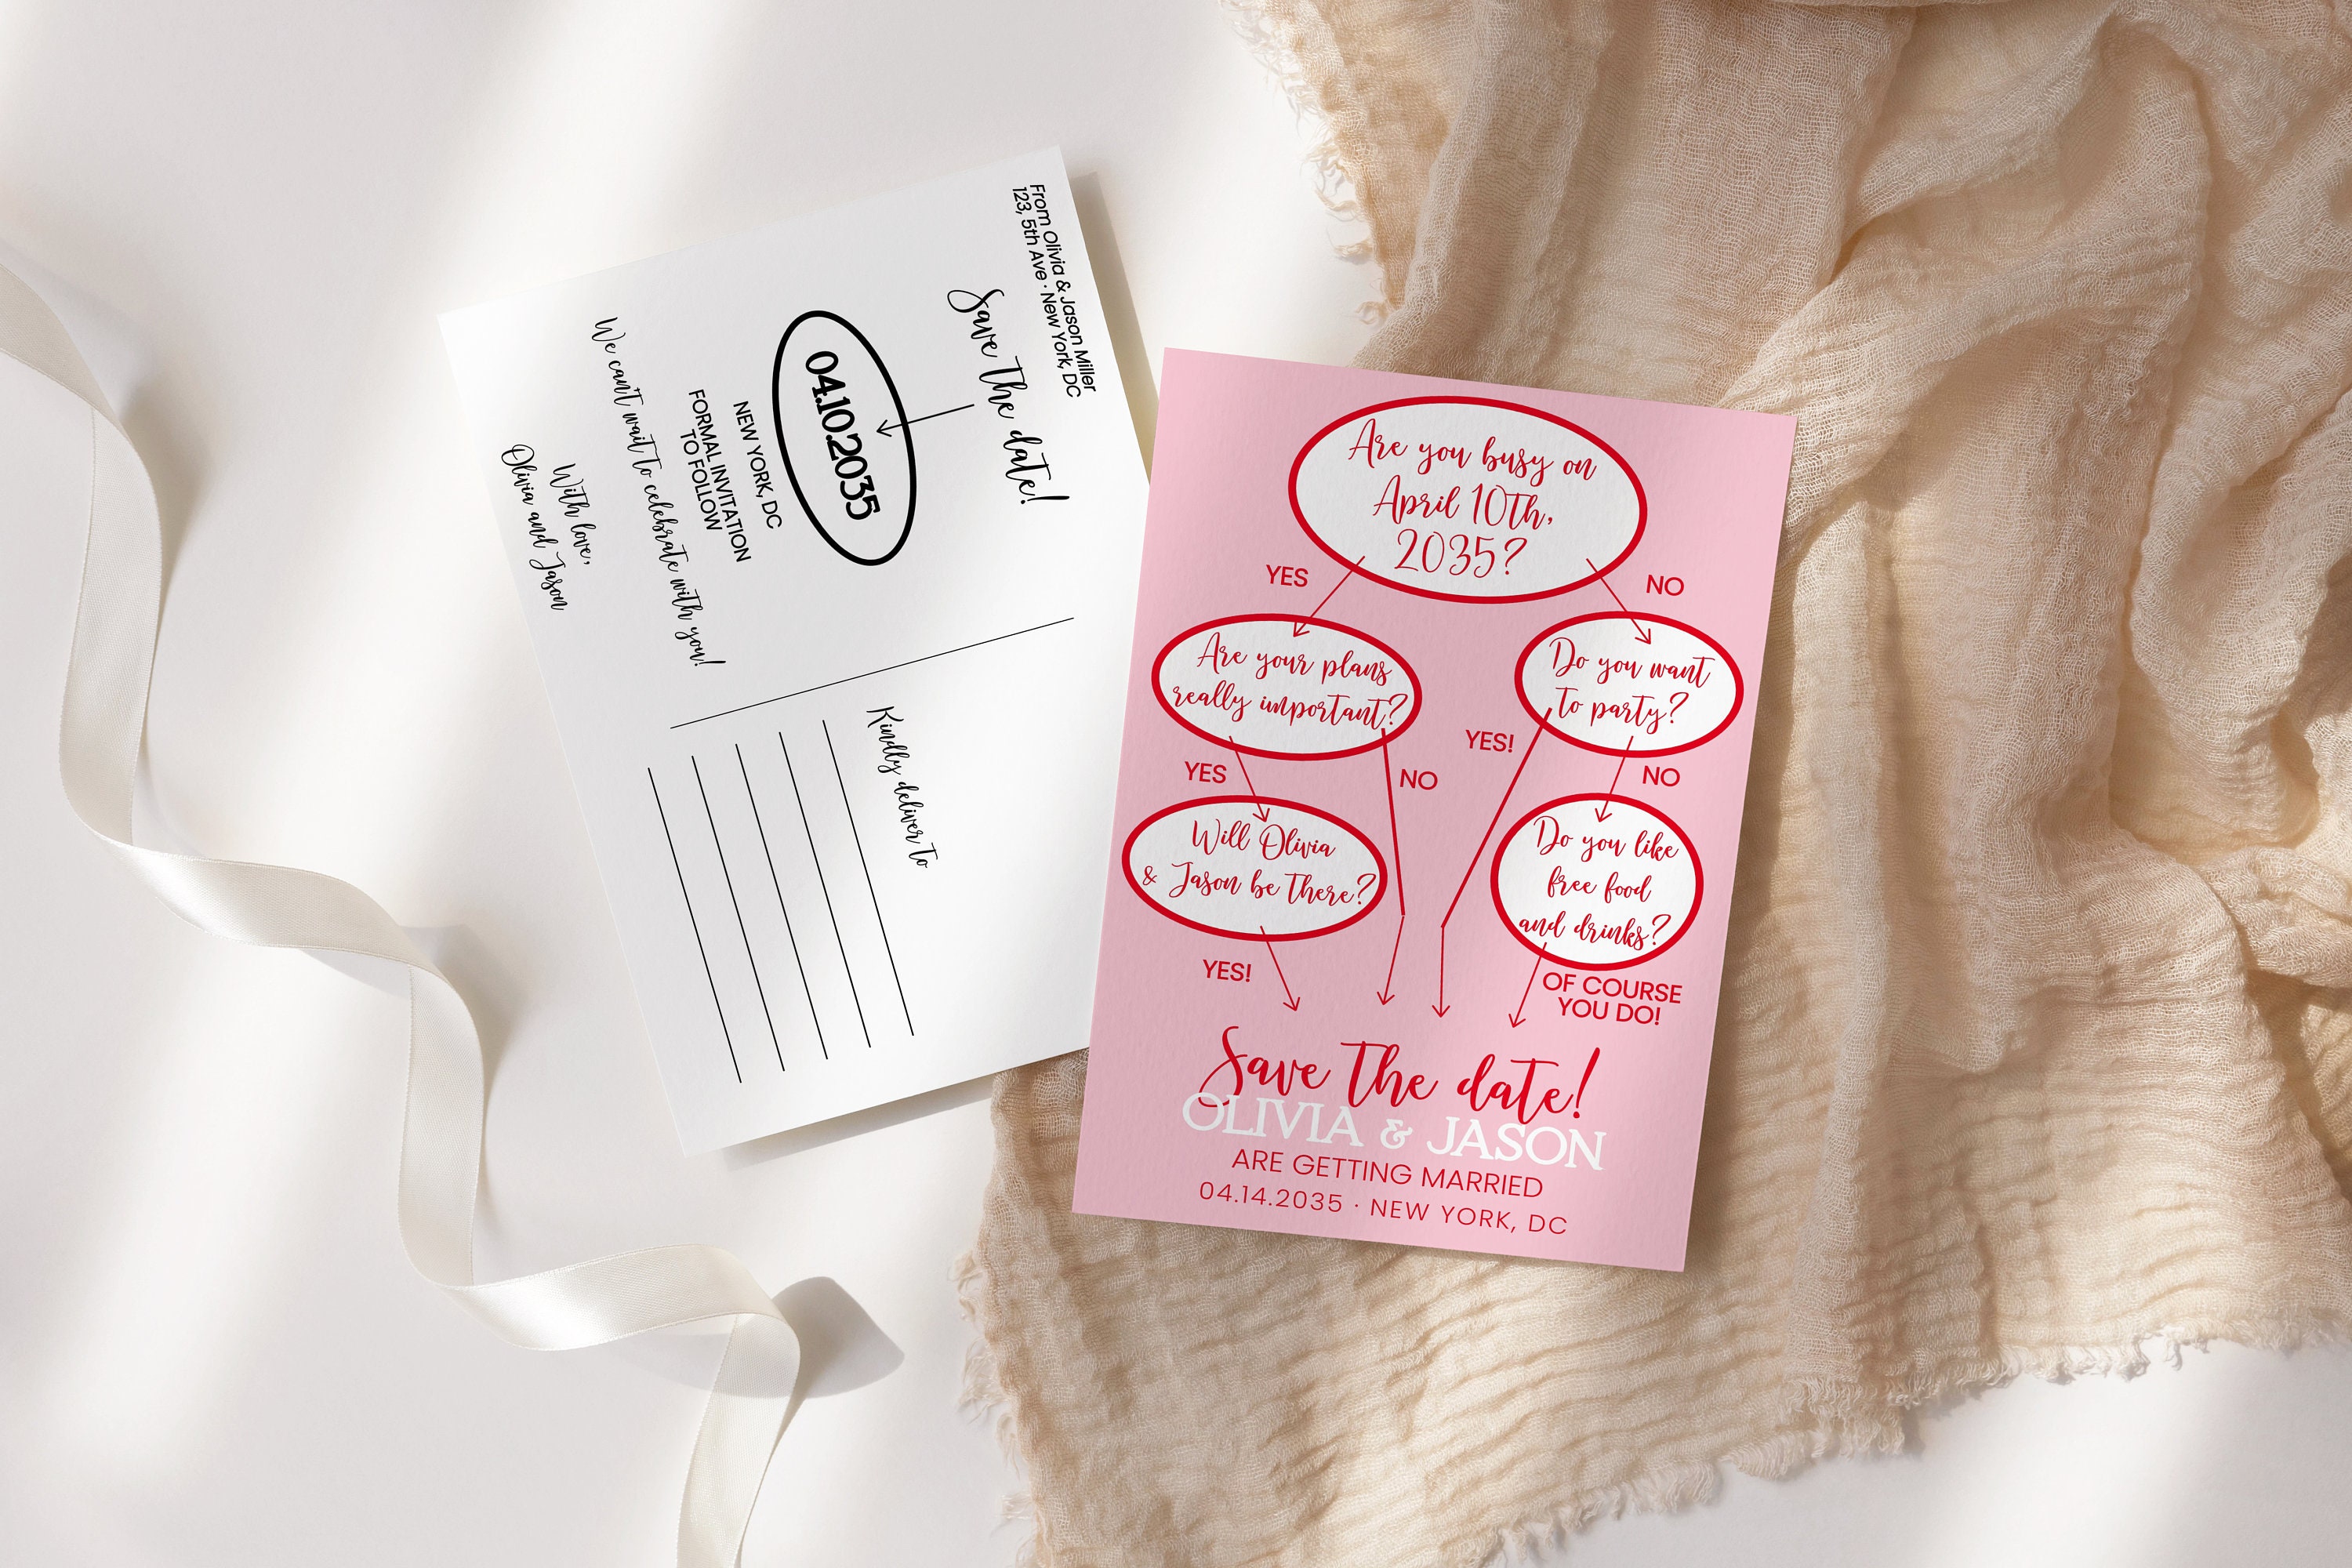 From Olivia & Jason Miller
123, 5th Ave · New York, DC
Save the date!
04.10.2035
NEW YORK, DC
FORMAL INVITATION
TO FOLLOW
We can't wait to celebrate with you!
With love,
Olivia and Jason
Kindly deliver to
Are you busy on
April 10th,
2035?
YES
NO
Are your plans
really important?
Do you want
to party?
YES
NO
YES!
NO
Will Olivia
& Jason be there?
Do you like
free food
and drinks?
YES!
OF COURSE
YOU DO!
Save the date!
OLIVIA & JASON
ARE GETTING MARRIED
04.14.2035 · NEW YORK, DC